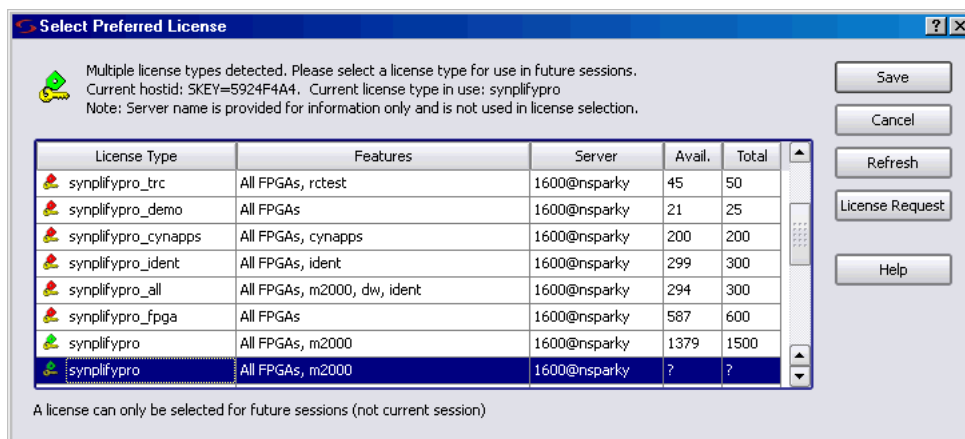 Select Preferred License
Multiple license types detected. Please select a license type for use in future sessions.
Current hostid: SKEY=5924F4A4.  Current license type in use: synplifypro
Note: Server name is provided for information only and is not used in license selection.
Save
Cancel
Refresh
License Request
Help
License Type Features Server Avail. Total
synplifypro_trc All FPGAs, rctest 1600@nsparky 45 50
synplifypro_demo All FPGAs 1600@nsparky 21 25
synplifypro_cynapps All FPGAs, cynapps 1600@nsparky 200 200
synplifypro_ident All FPGAs, ident 1600@nsparky 299 300
synplifypro_all All FPGAs, m2000, dw, ident 1600@nsparky 294 300
synplifypro_fpga All FPGAs 1600@nsparky 587 600
synplifypro All FPGAs, m2000 1600@nsparky 1379 1500
synplifypro All FPGAs, m2000 1600@nsparky ? ?
A license can only be selected for future sessions (not current session)